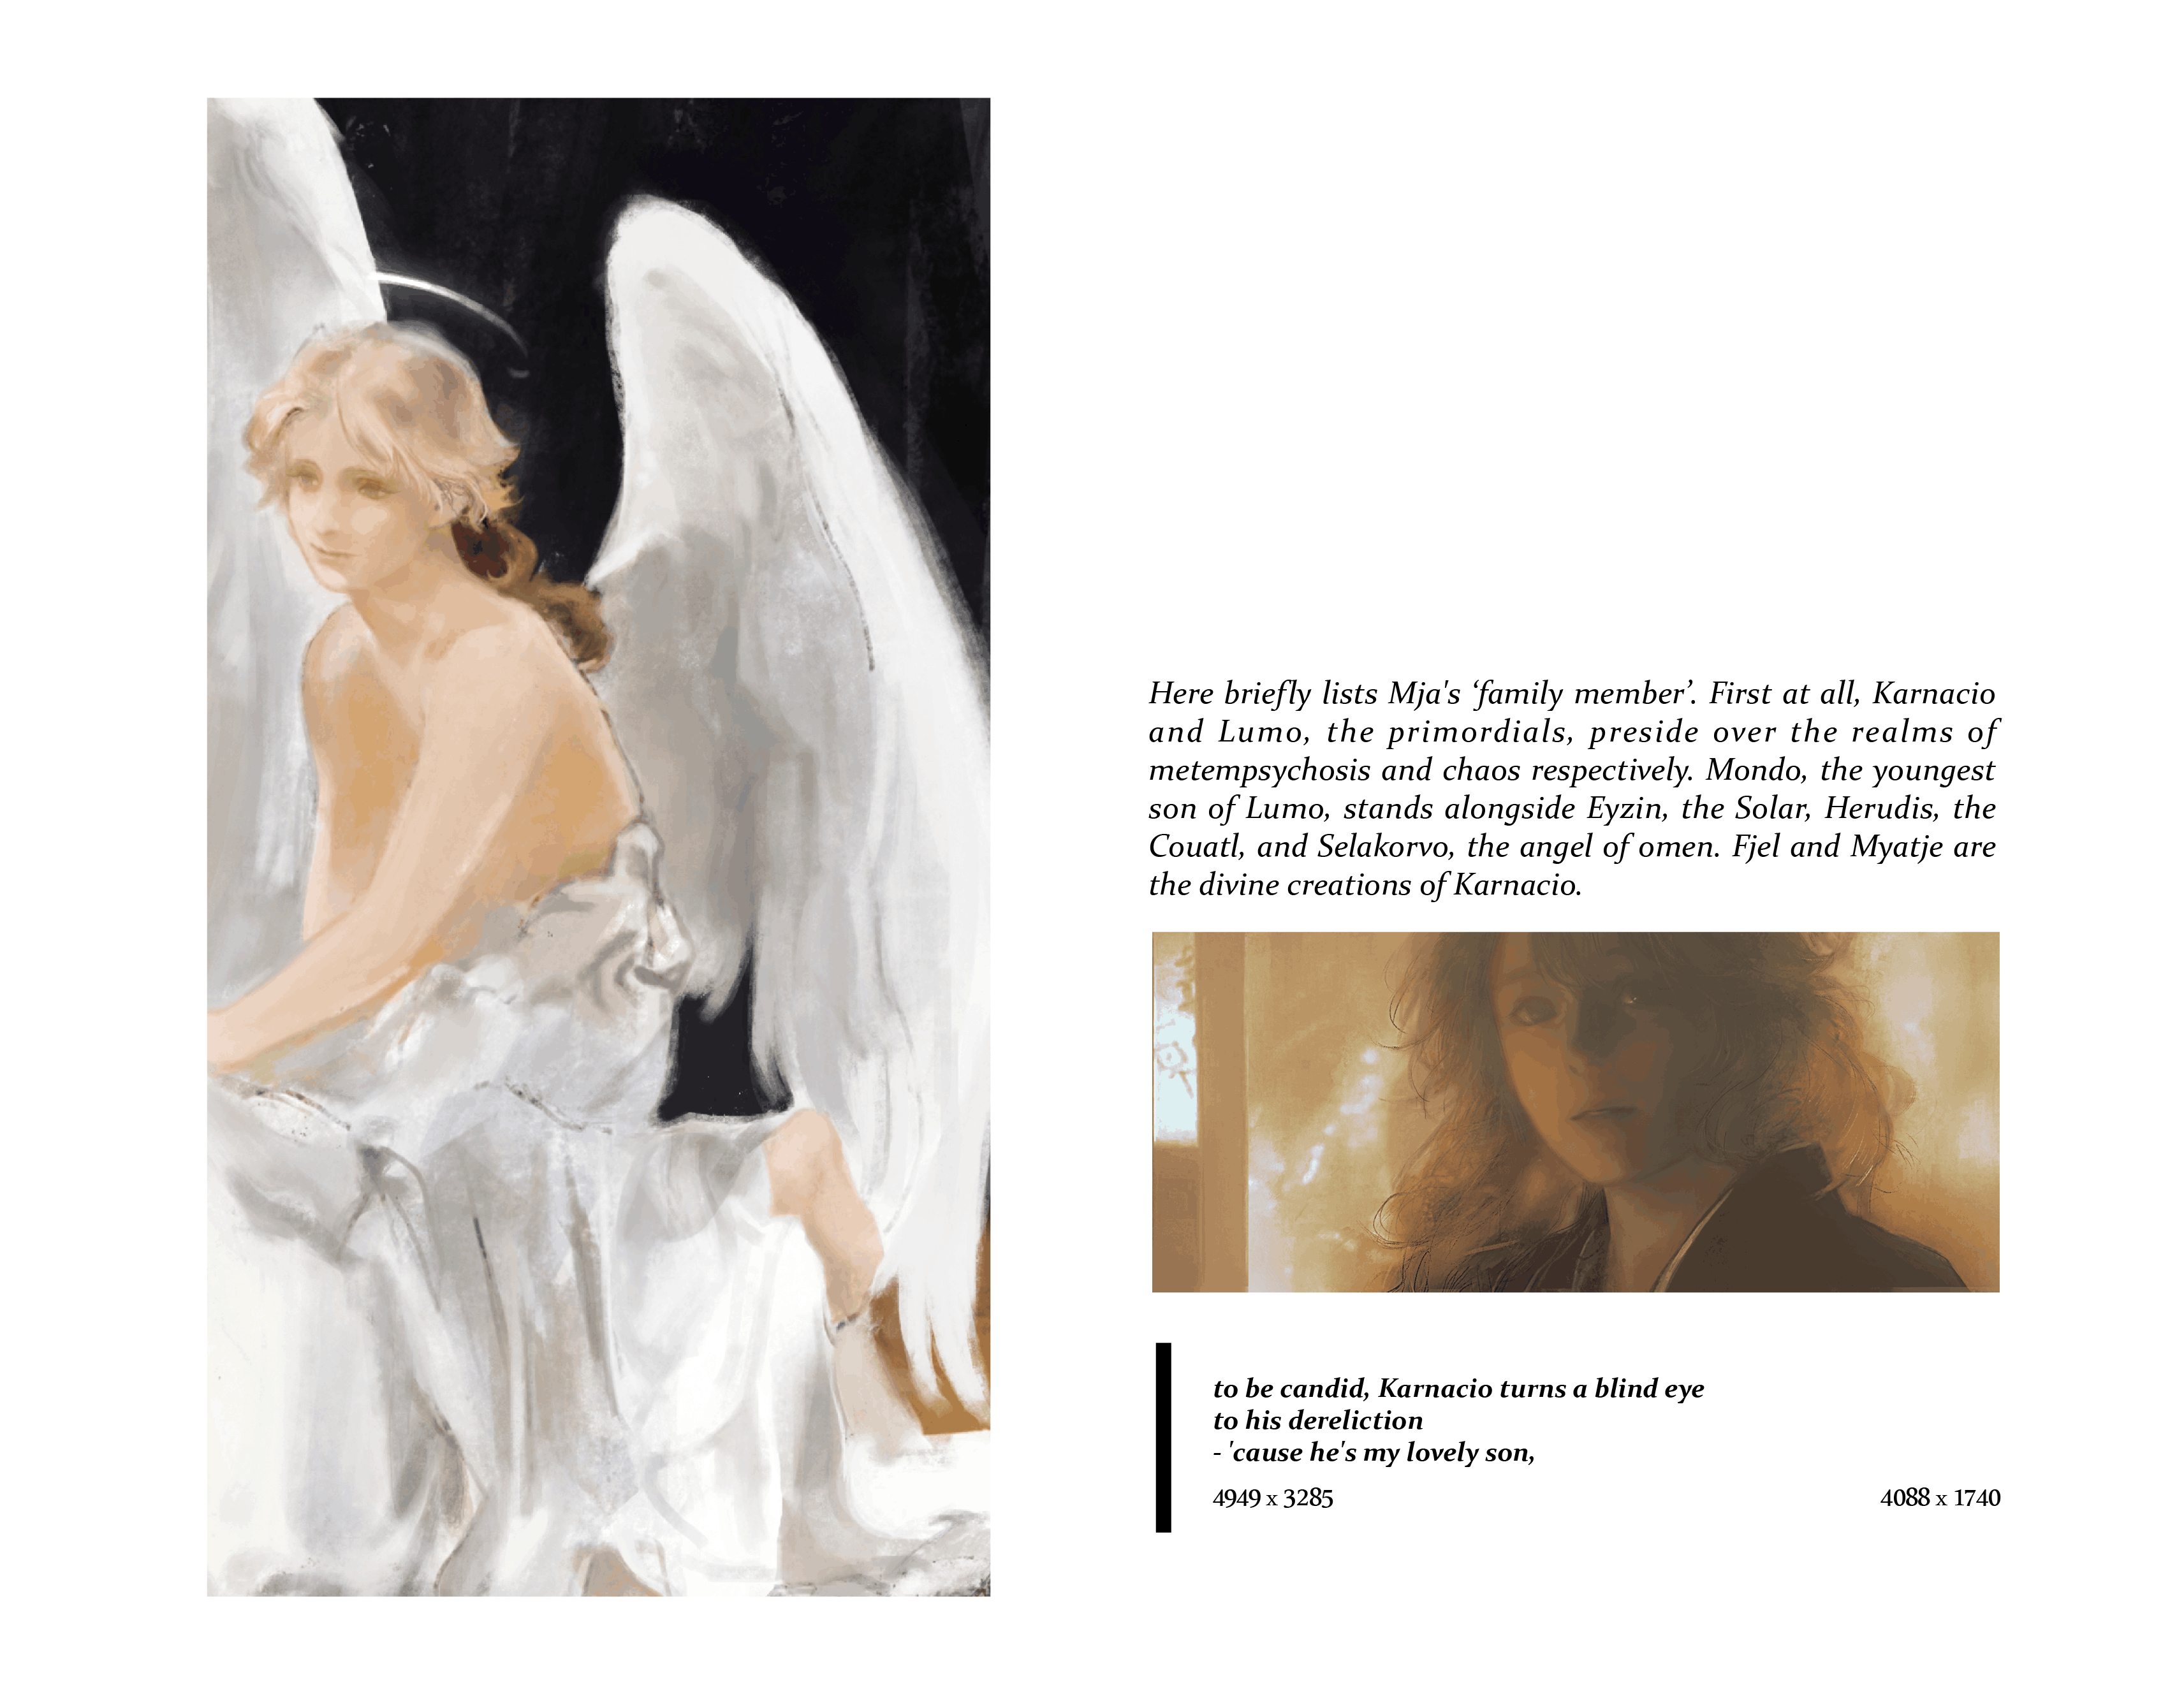 Here briefly lists Mja's ‘family member’. First at all, Karnacio
and Lumo, the primordials, preside over the realms of
metempsychosis and chaos respectively. Mondo, the youngest
son of Lumo, stands alongside Eyzin, the Solar, Herudis, the
Couatl, and Selakorvo, the angel of omen. Fjel and Myatje are
the divine creations of Karnacio.
to be candid, Karnacio turns a blind eye
to his dereliction
- 'cause he's my lovely son,
4949 x 3285
4088 x 1740